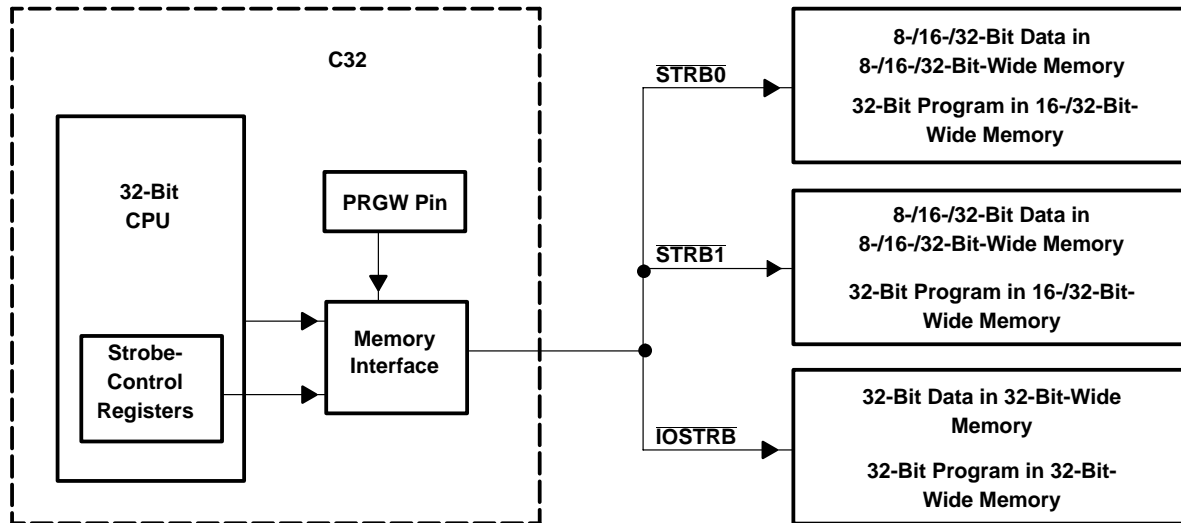 C32
32-Bit
CPU
PRGW Pin
Strobe-
Control
Registers
Memory
Interface
STRB0
8-/16-/32-Bit Data in
8-/16-/32-Bit-Wide Memory
32-Bit Program in 16-/32-Bit-
Wide Memory
STRB1
8-/16-/32-Bit Data in
8-/16-/32-Bit-Wide Memory
32-Bit Program in 16-/32-Bit-
Wide Memory
IOSTRB
32-Bit Data in 32-Bit-Wide
Memory
32-Bit Program in 32-Bit-
Wide Memory